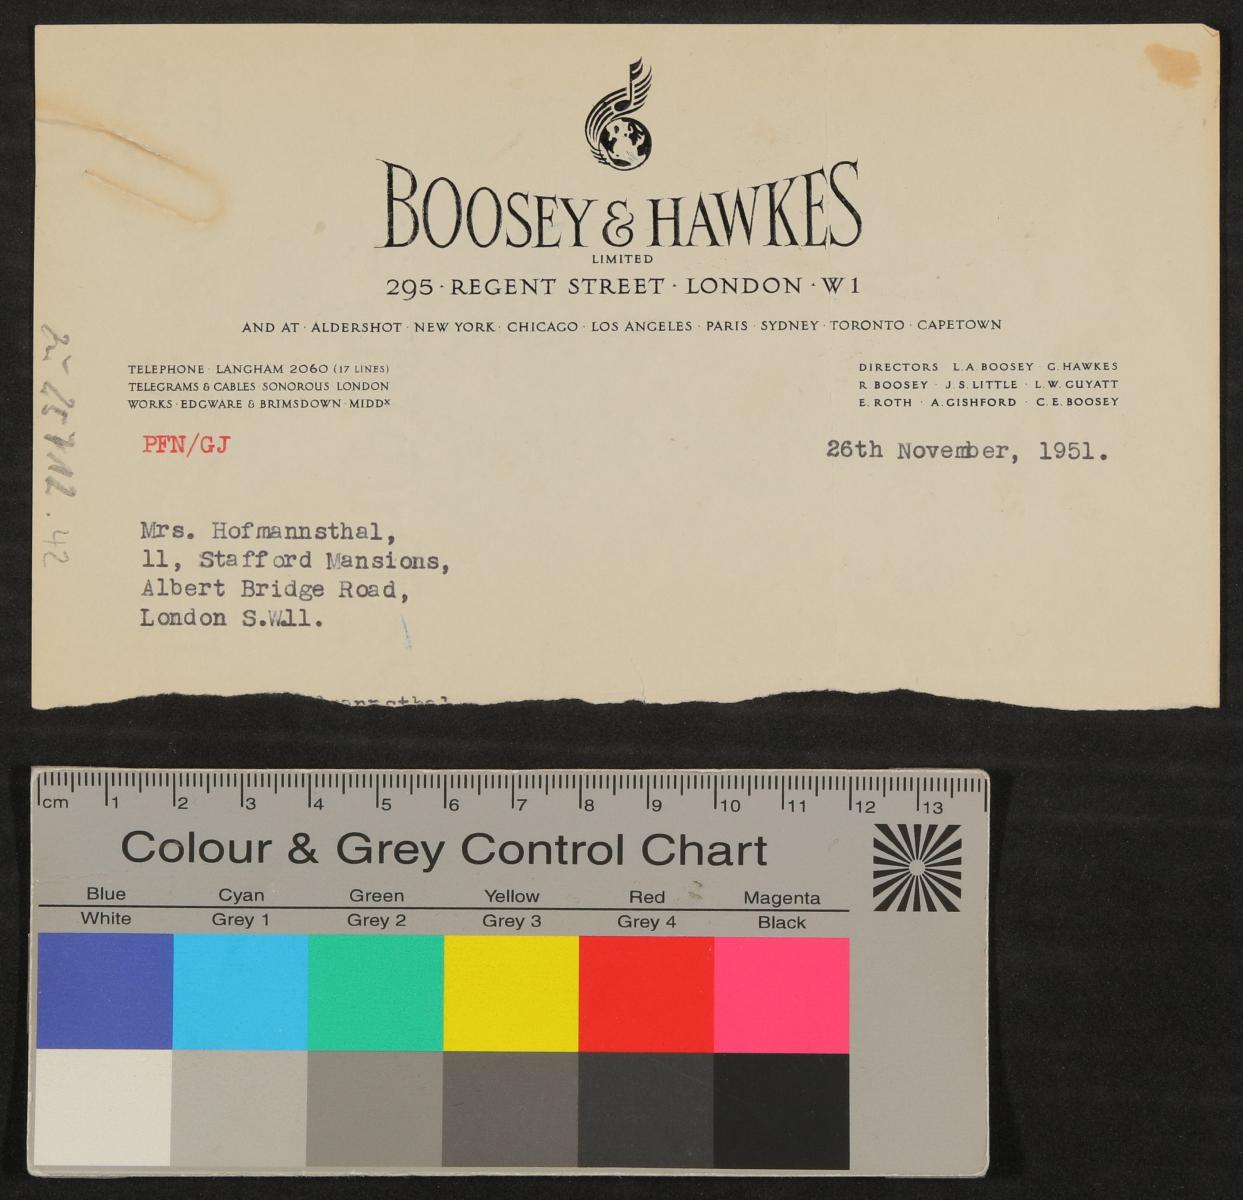 BOOSEY & HAWKES
LIMITED
295 · REGENT STREET · LONDON · W1
AND AT · ALDERSHOT · NEW YORK · CHICAGO · LOS ANGELES · PARIS · SYDNEY · TORONTO · CAPETOWN
TELEPHONE · LANGHAM 2060 (17 LINES)
TELEGRAMS & CABLES SONOROUS LONDON
WORKS · EDGWARE & BRIMSDOWN · MIDDX
DIRECTORS L.A. BOOSEY · G. HAWKES
R BOOSEY · J.S. LITTLE · L.W. GUYATT
E. ROTH · A. GISHFORD · C.E. BOOSEY
PFN/GJ
26th November, 1951.
Mrs. Hofmannsthal,
11, Stafford Mansions,
Albert Bridge Road,
London S.W.11.
42
cm 1 2 3 4 5 6 7 8 9 10 11 12 13
Colour & Grey Control Chart
Blue Cyan Green Yellow Red Magenta
White Grey 1 Grey 2 Grey 3 Grey 4 Black